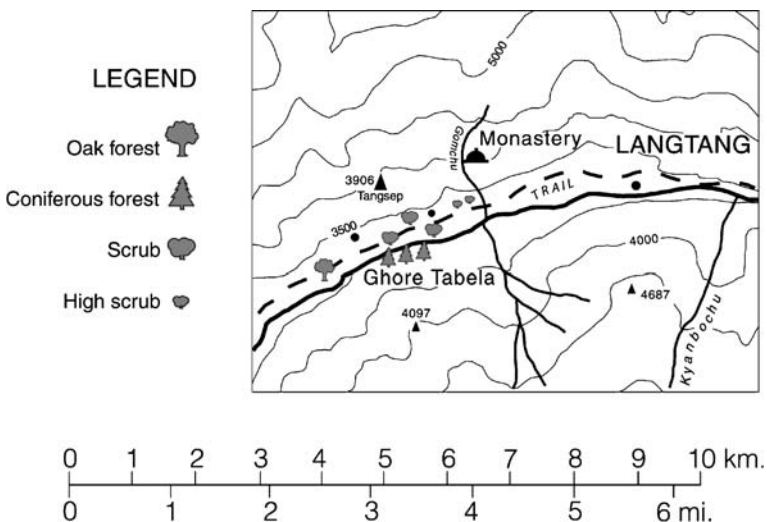 LEGEND
Oak forest
Coniferous forest
Scrub
High scrub
5000
Gomchu
Monastery
LANGTANG
3906
Tangsep
TRAIL
3500
4000
Ghore Tabela
4687
4097
Kyanbochu
0 1 2 3 4 5 6 7 8 9 10 km.
0 1 2 3 4 5 6 mi.